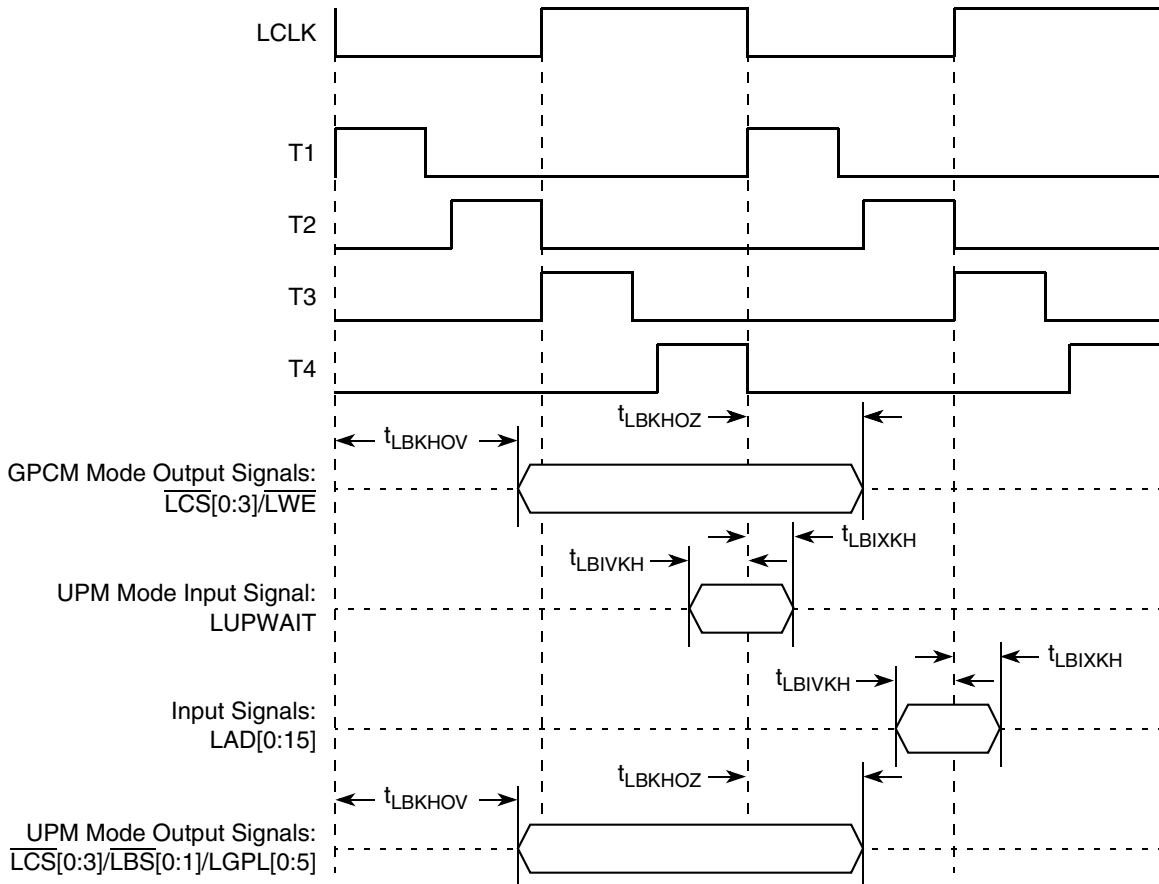 LCLK
T1
T2
T3
T4
tLBKHOZ
tLBKHOV
GPCM Mode Output Signals:
LCS[0:3]/LWE
tLBIXKH
tLBIVKH
UPM Mode Input Signal:
LUPWAIT
tLBIXKH
tLBIVKH
Input Signals:
LAD[0:15]
tLBKHOZ
tLBKHOV
UPM Mode Output Signals:
LCS[0:3]/LBS[0:1]/LGPL[0:5]